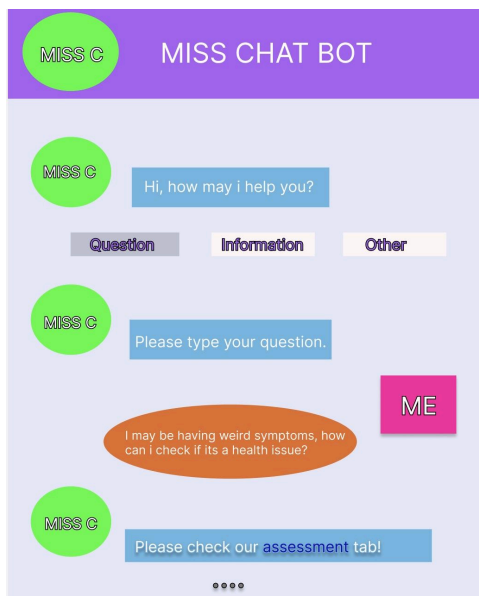 MISS C
MISS CHAT BOT
MISS C
Hi, how may i help you?
Question
Information
Other
MISS C
Please type your question.
ME
I may be having weird symptoms, how
can i check if its a health issue?
MISS C
Please check our assessment tab!